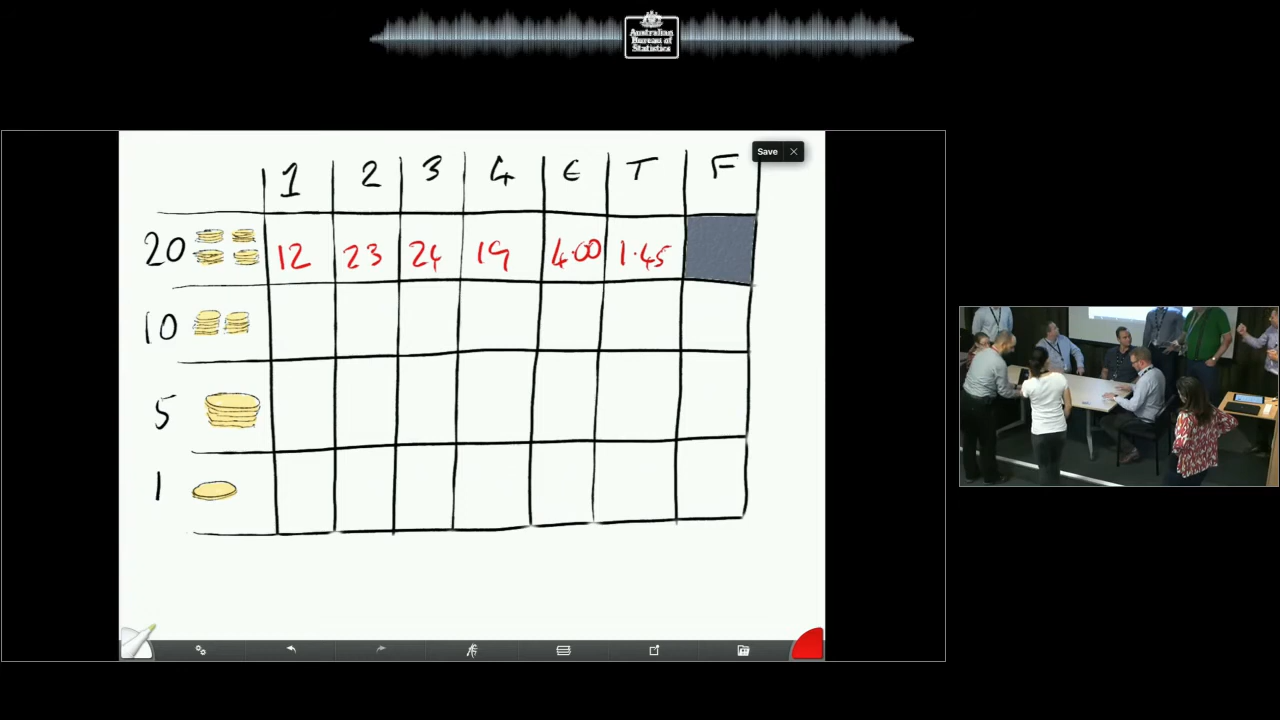 Australian
Bureau of
Statistics
Save
1 2 3 4 E T F
20 12 23 24 19 4.00 1.45
10
5
1